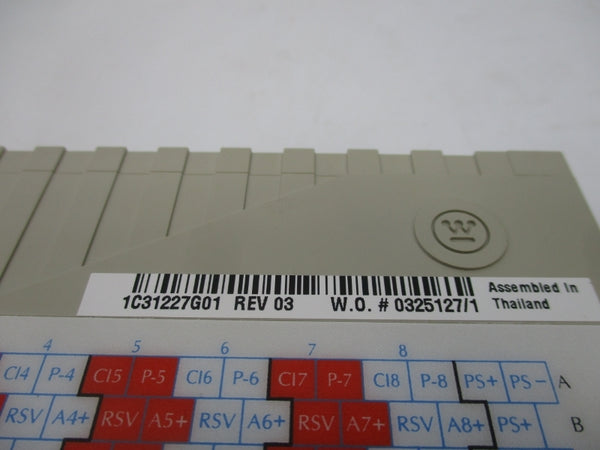 W
1C31227G01 REV 03 W.O. # 0325127/1
Assembled in
Thailand
4 5 6 7 8
CI4 P-4 CI5 P-5 CI6 P-6 CI7 P-7 CI8 P-8 PS+ PS- A
RSV A4+ RSV A5+ RSV A6+ RSV A7+ RSV A8+ PS+ B